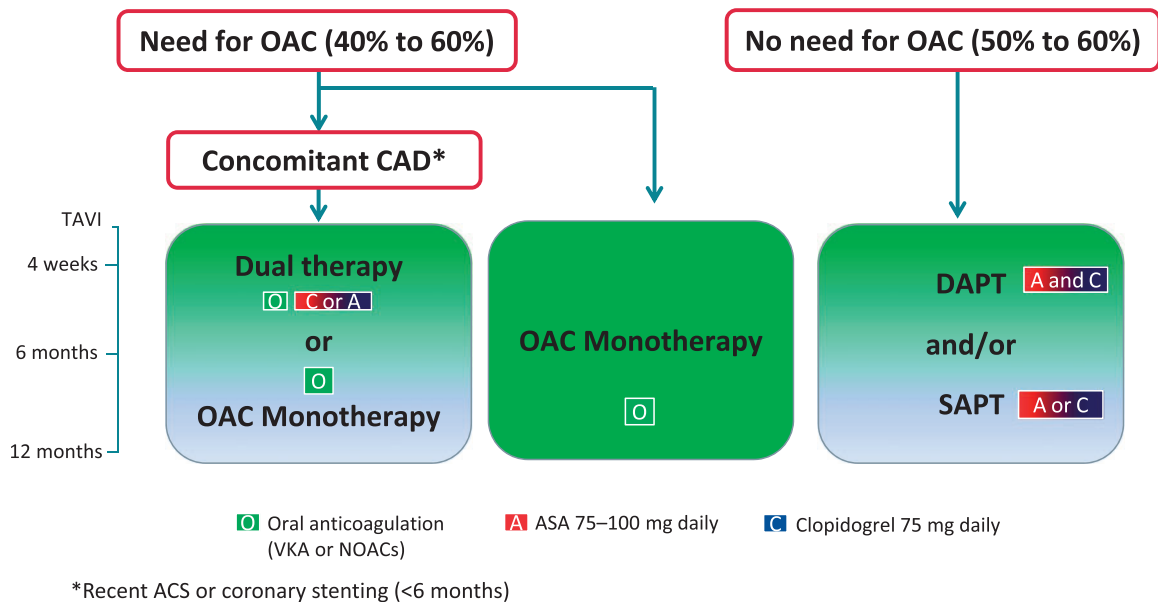 Need for OAC (40% to 60%)
No need for OAC (50% to 60%)
Concomitant CAD*
TAVI
4 weeks
6 months
12 months
Dual therapy
O C or A
or
O
OAC Monotherapy
OAC Monotherapy
O
DAPT A and C
and/or
SAPT A or C
O Oral anticoagulation
(VKA or NOACs)
A ASA 75–100 mg daily
C Clopidogrel 75 mg daily
*Recent ACS or coronary stenting (<6 months)